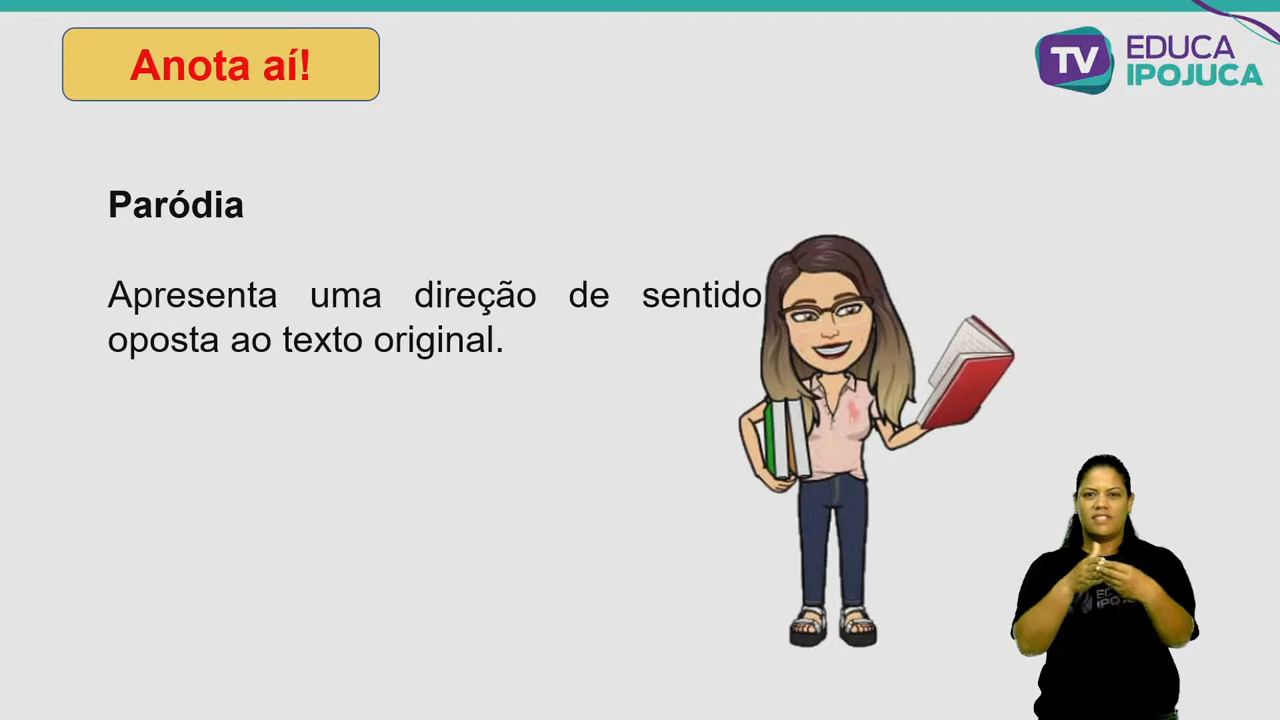 Anota aí!
TV EDUCA
IPOJUCA
Paródia
Apresenta uma direção de sentido
oposta ao texto original.